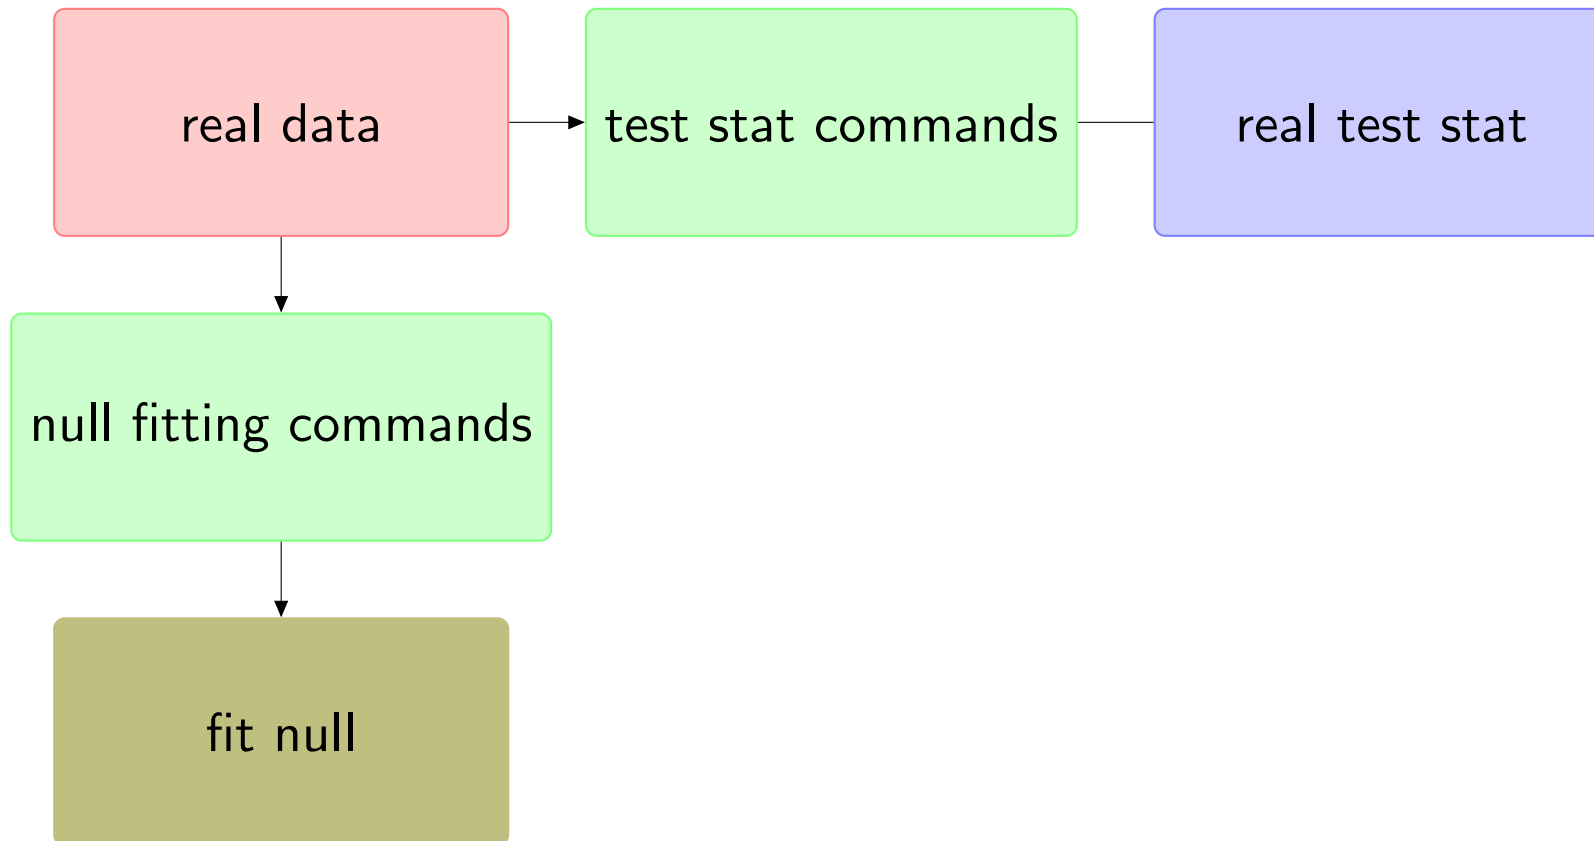 real data
test stat commands
real test stat
null fitting commands
fit null